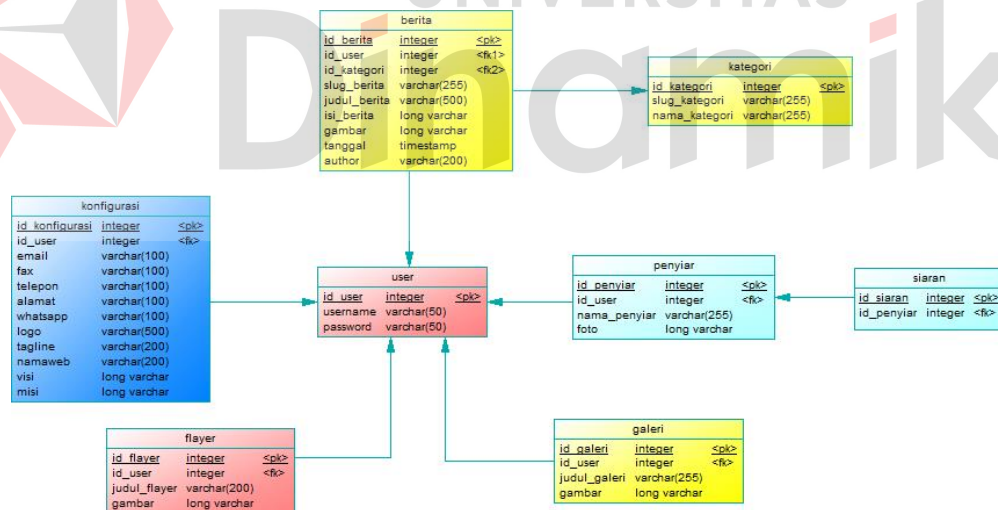 UNIVERSITAS
Dinamik
berita
id_berita integer <pk>
id_user integer <fk1>
id_kategori integer <fk2>
slug_berita varchar(255)
judul_berita varchar(500)
isi_berita long varchar
gambar long varchar
tanggal timestamp
author varchar(200)
kategori
id_kategori integer <pk>
slug_kategori varchar(255)
nama_kategori varchar(255)
konfigurasi
id_konfigurasi integer <pk>
id_user integer <fk>
email varchar(100)
fax varchar(100)
telepon varchar(100)
alamat varchar(100)
whatsapp varchar(100)
logo varchar(500)
tagline varchar(200)
namaweb varchar(200)
visi long varchar
misi long varchar
user
id_user integer <pk>
username varchar(50)
password varchar(50)
penyiar
id_penyiar integer <pk>
id_user integer <fk>
nama_penyiar varchar(255)
foto long varchar
siaran
id_siaran integer <pk>
id_penyiar integer <fk>
flayer
id_flayer integer <pk>
id_user integer <fk>
judul_flayer varchar(200)
gambar long varchar
galeri
id_galeri integer <pk>
id_user integer <fk>
judul_galeri varchar(255)
gambar long varchar